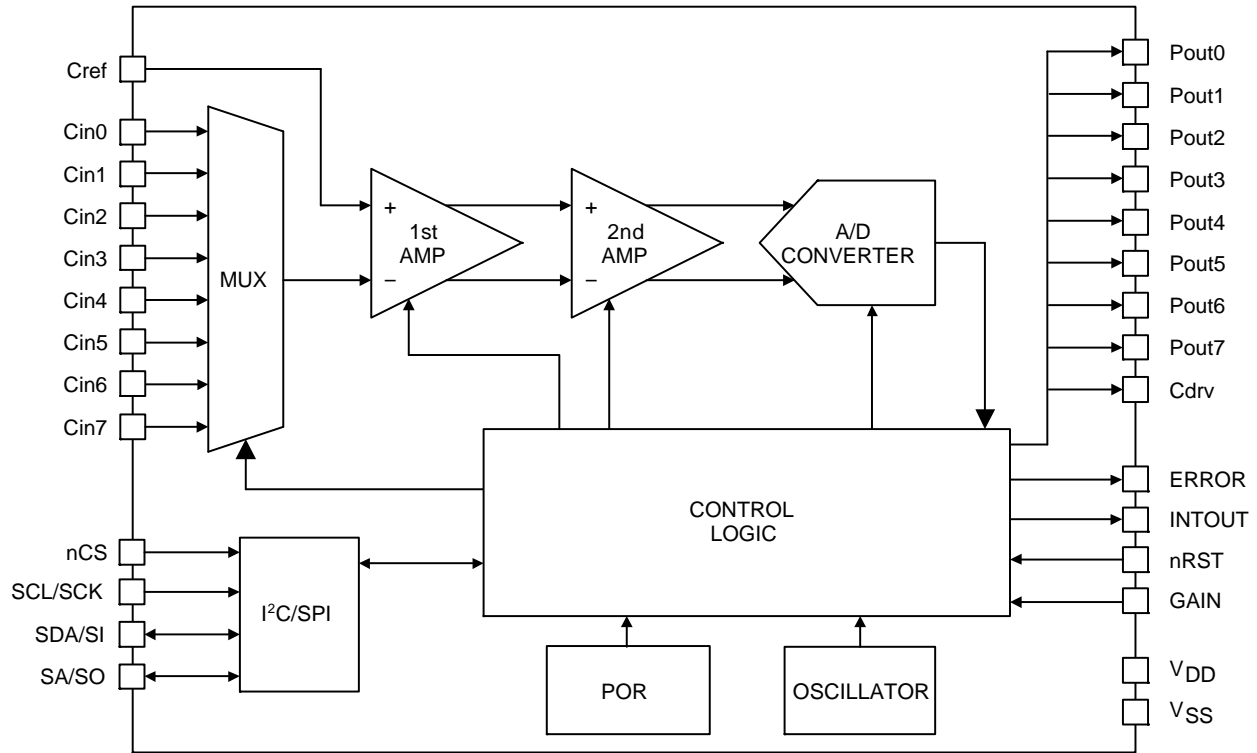 Cref
Cin0
Cin1
Cin2
Cin3
Cin4
Cin5
Cin6
Cin7
nCS
SCL/SCK
SDA/SI
SA/SO
MUX
+
−
1st
AMP
+
−
2nd
AMP
A/D
CONVERTER
CONTROL
LOGIC
I²C/SPI
POR
OSCILLATOR
Pout0
Pout1
Pout2
Pout3
Pout4
Pout5
Pout6
Pout7
Cdrv
ERROR
INTOUT
nRST
GAIN
VDD
VSS